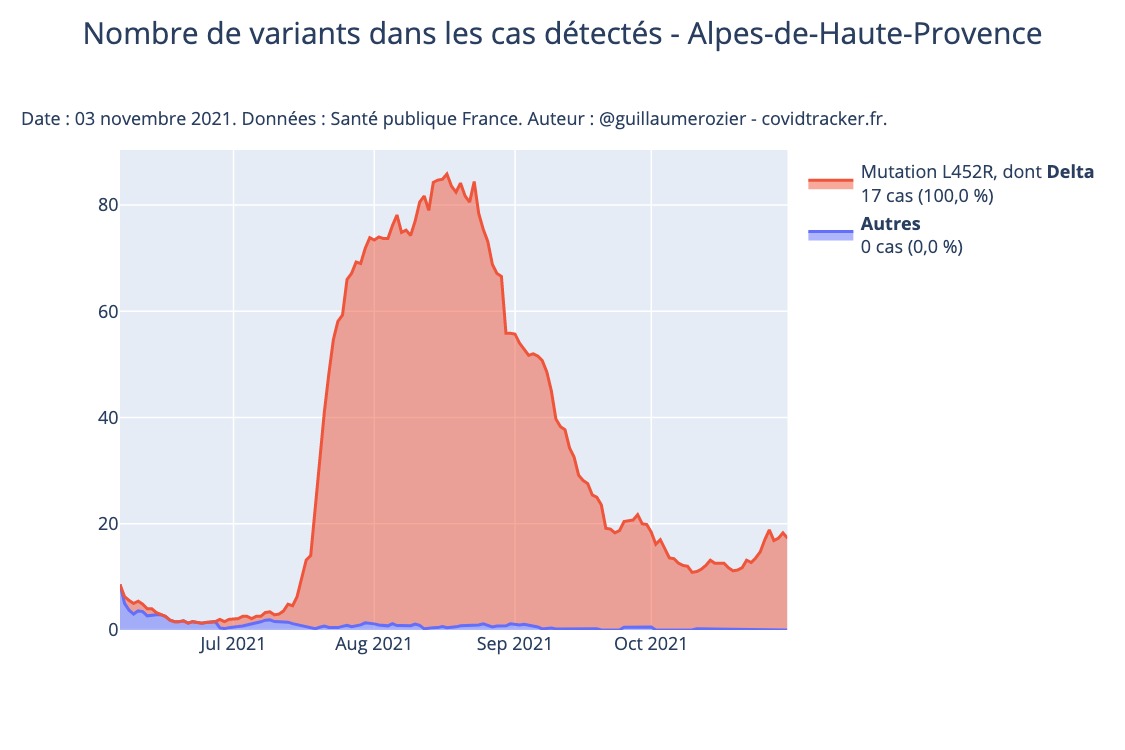 Nombre de variants dans les cas détectés - Alpes-de-Haute-Provence
Date : 03 novembre 2021. Données : Santé publique France. Auteur : @guillaumerozier - covidtracker.fr.
Mutation L452R, dont Delta
17 cas (100,0 %)
Autres
0 cas (0,0 %)
80
60
40
20
0
Jul 2021
Aug 2021
Sep 2021
Oct 2021